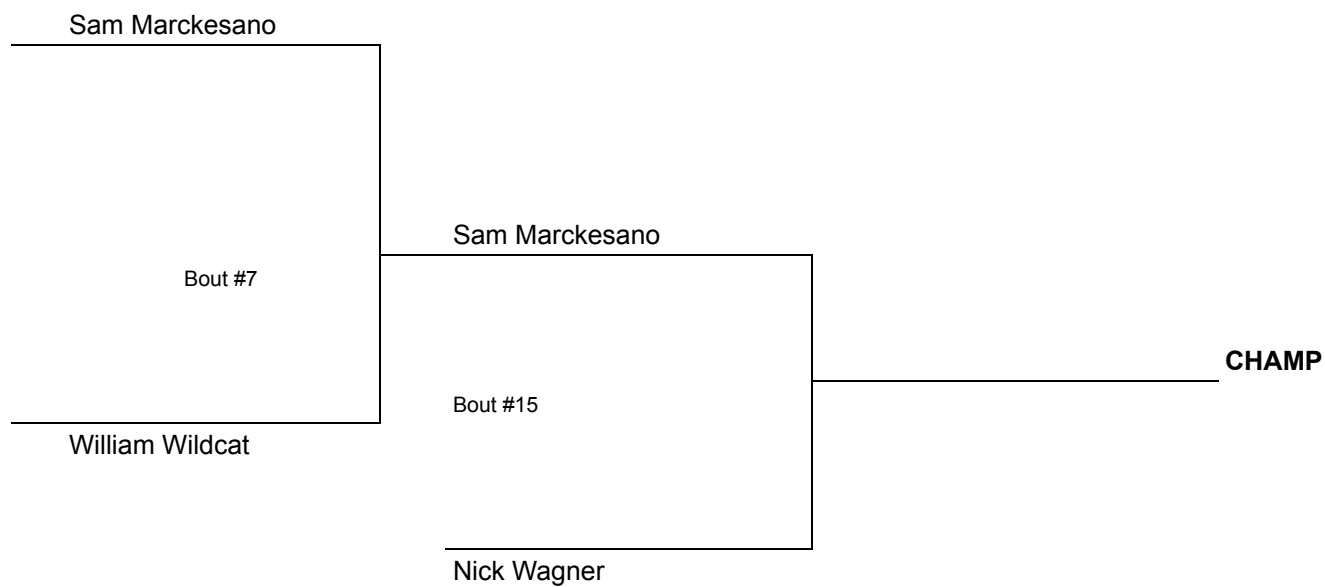 Sam Marckesano
Sam Marckesano
Bout #7
CHAMP
Bout #15
William Wildcat
Nick Wagner